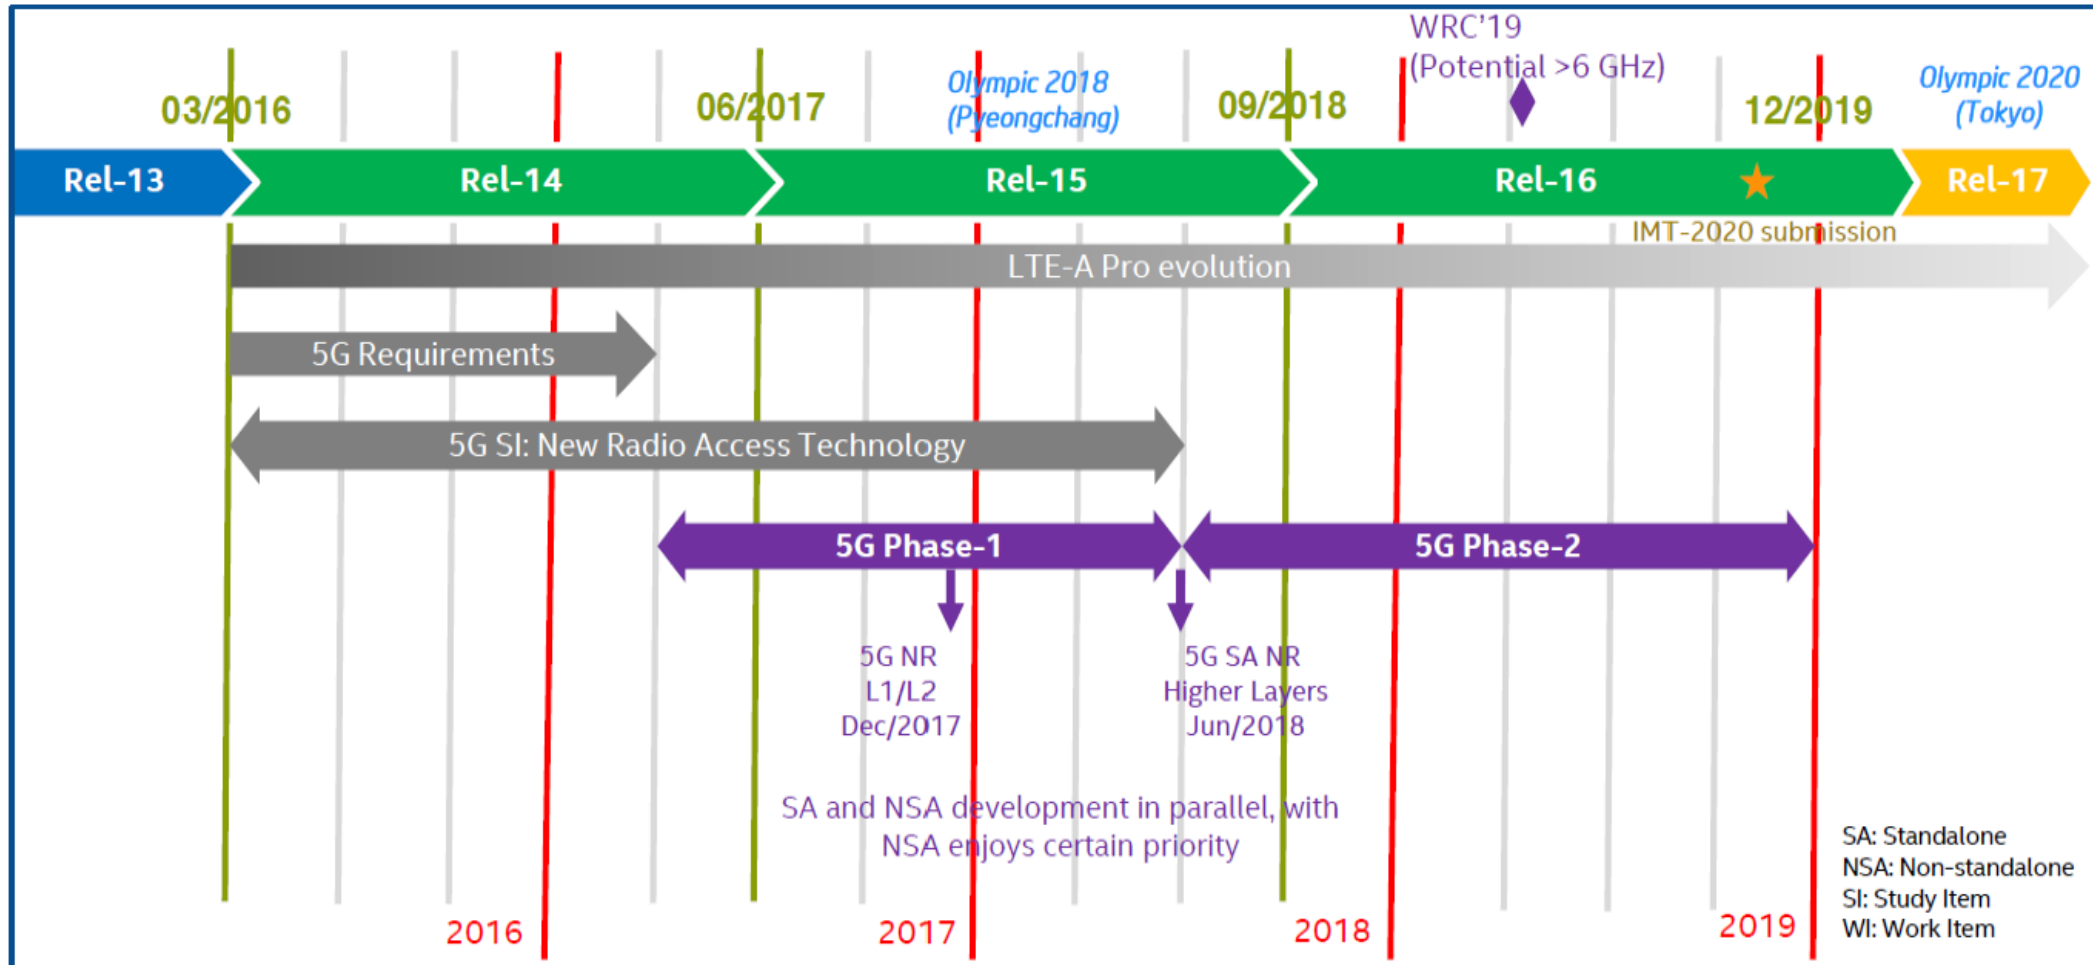 WRC'19
(Potential >6 GHz)
Olympic 2018
(Pyeongchang)
Olympic 2020
(Tokyo)
03/2016
06/2017
09/2018
12/2019
Rel-13
Rel-14
Rel-15
Rel-16
Rel-17
IMT-2020 submission
LTE-A Pro evolution
5G Requirements
5G SI: New Radio Access Technology
5G Phase-1
5G Phase-2
5G NR
L1/L2
Dec/2017
5G SA NR
Higher Layers
Jun/2018
SA and NSA development in parallel, with
NSA enjoys certain priority
SA: Standalone
NSA: Non-standalone
SI: Study Item
WI: Work Item
2016
2017
2018
2019